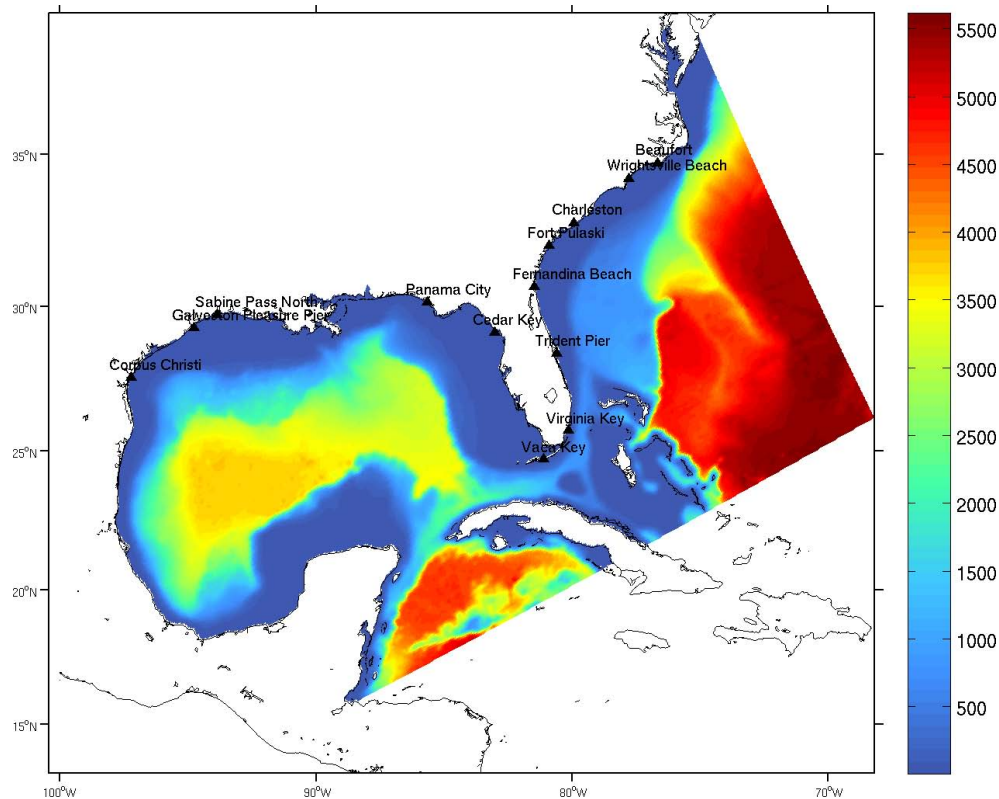 5500
5000
35°N
Beaufort
Wrightsville Beach
4500
Charleston
Fort Pulaski
4000
Fernandina Beach
3500
Panama City
30°N
Sabine Pass North
Galveston Pleasure Pier
Cedar Key
3000
Trident Pier
Corpus Christi
2500
Virginia Key
25°N
Vaca Key
2000
1500
20°N
1000
500
15°N
100°W
90°W
80°W
70°W